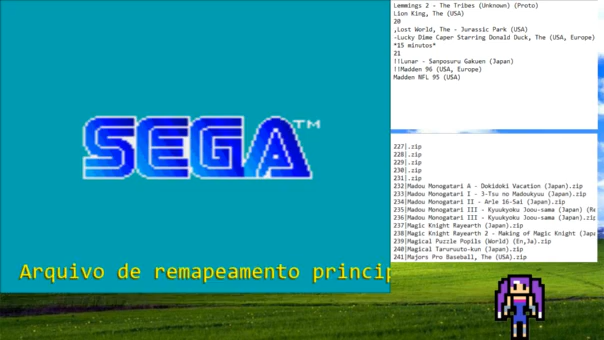 SEGA™
Arquivo de remapeamento princip
Lemmings 2 - The Tribes (Unknown) (Proto)
Lion King, The (USA)
20
,Lost World, The - Jurassic Park (USA)
-Lucky Dime Caper Starring Donald Duck, The (USA, Europe)
*15 minutos*
21
!!Lunar - Sanposuru Gakuen (Japan)
!!Madden 96 (USA, Europe)
Madden NFL 95 (USA)
227|.zip
228|.zip
229|.zip
230|.zip
231|.zip
232|Madou Monogatari A - Dokidoki Vacation (Japan).zip
233|Madou Monogatari I - 3-Tsu no Madoukyuu (Japan).zip
234|Madou Monogatari II - Arle 16-Sai (Japan).zip
235|Madou Monogatari III - Kyuukyoku Joou-sama (Japan) (Re
236|Madou Monogatari III - Kyuukyoku Joou-sama (Japan).zip
237|Magic Knight Rayearth (Japan).zip
238|Magic Knight Rayearth 2 - Making of Magic Knight (Japa
239|Magical Puzzle Popils (World) (En,Ja).zip
240|Magical Taruruuto-kun (Japan).zip
241|Majors Pro Baseball, The (USA).zip